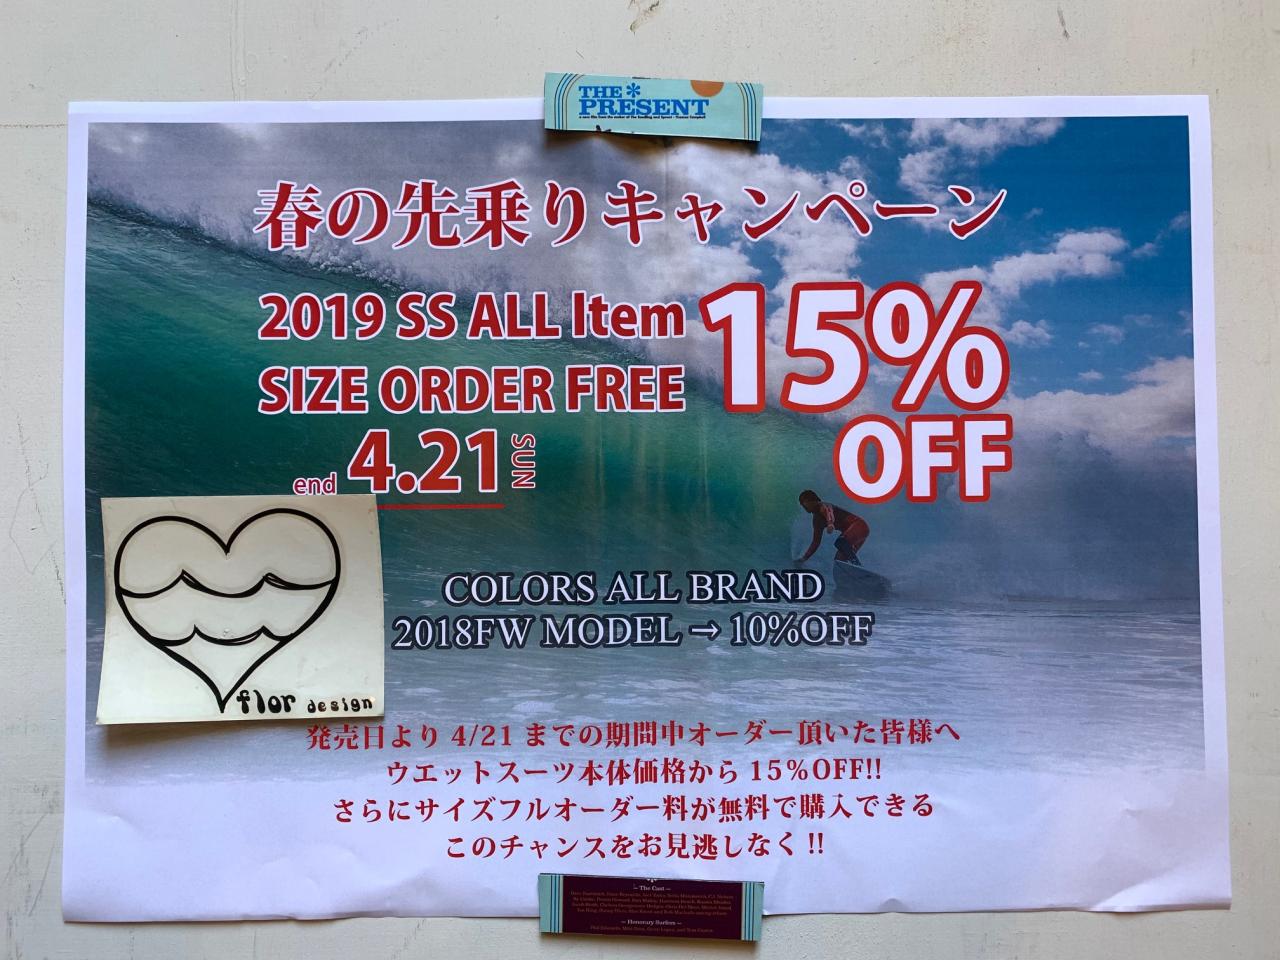 THE
PRESENT
春の先乗りキャンペーン
2019 SS ALL Item
SIZE ORDER FREE
15%
OFF
end 4.21 SUN
COLORS ALL BRAND
2018FW MODEL → 10%OFF
flor design
発売日より 4/21 までの期間中オーダー頂いた皆様へ
ウエットスーツ本体価格から 15%OFF!!
さらにサイズフルオーダー料が無料で購入できる
このチャンスをお見逃しなく!!
— The Cast —
— Honorary Surfers —